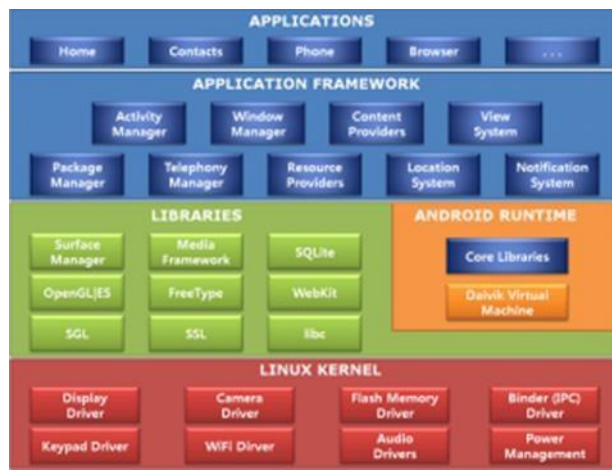 APPLICATIONS
Home Contacts Phone Browser ...
APPLICATION FRAMEWORK
Activity Manager Window Manager Content Providers View System
Package Manager Telephony Manager Resource Providers Location System Notification System
LIBRARIES ANDROID RUNTIME
Surface Manager Media Framework SQLite Core Libraries
OpenGL|ES FreeType WebKit Dalvik Virtual Machine
SGL SSL libc
LINUX KERNEL
Display Driver Camera Driver Flash Memory Driver Binder (IPC) Driver
Keypad Driver WiFi Dirver Audio Drivers Power Management